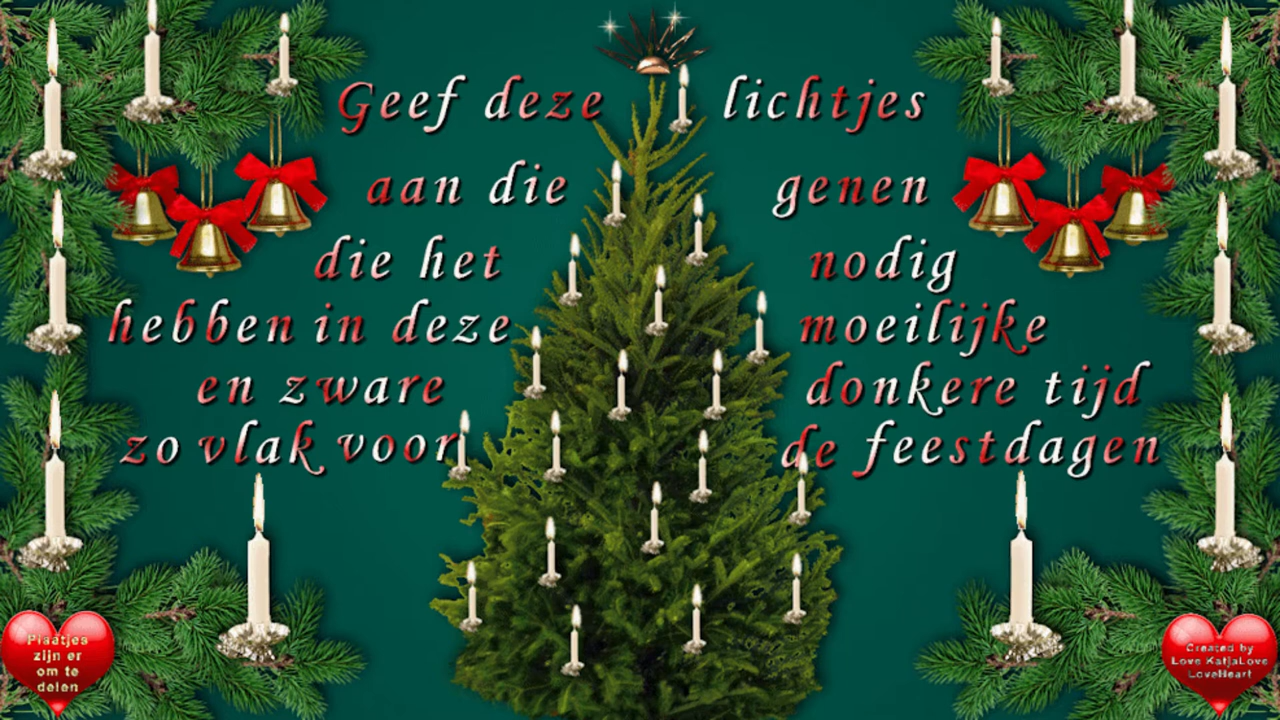 Geef deze lichtjes
aan die genen
die het nodig
hebben in deze moeilijke
en zware donkere tijd
zo vlak voor de feestdagen
Plaatjes
zijn er
om te
delen
Created by
Love KatjaLove
LoveHeart